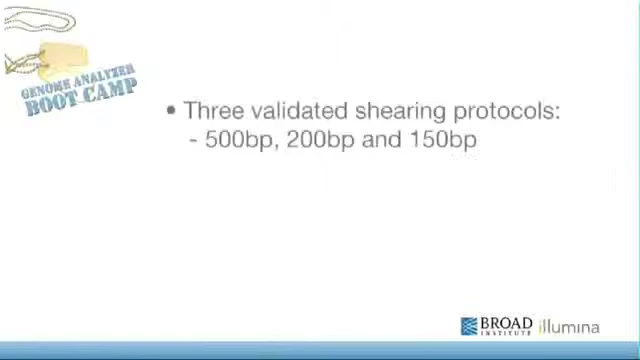 GENOME ANALYZER
BOOT CAMP
• Three validated shearing protocols:
- 500bp, 200bp and 150bp
BROAD
INSTITUTE
illumina